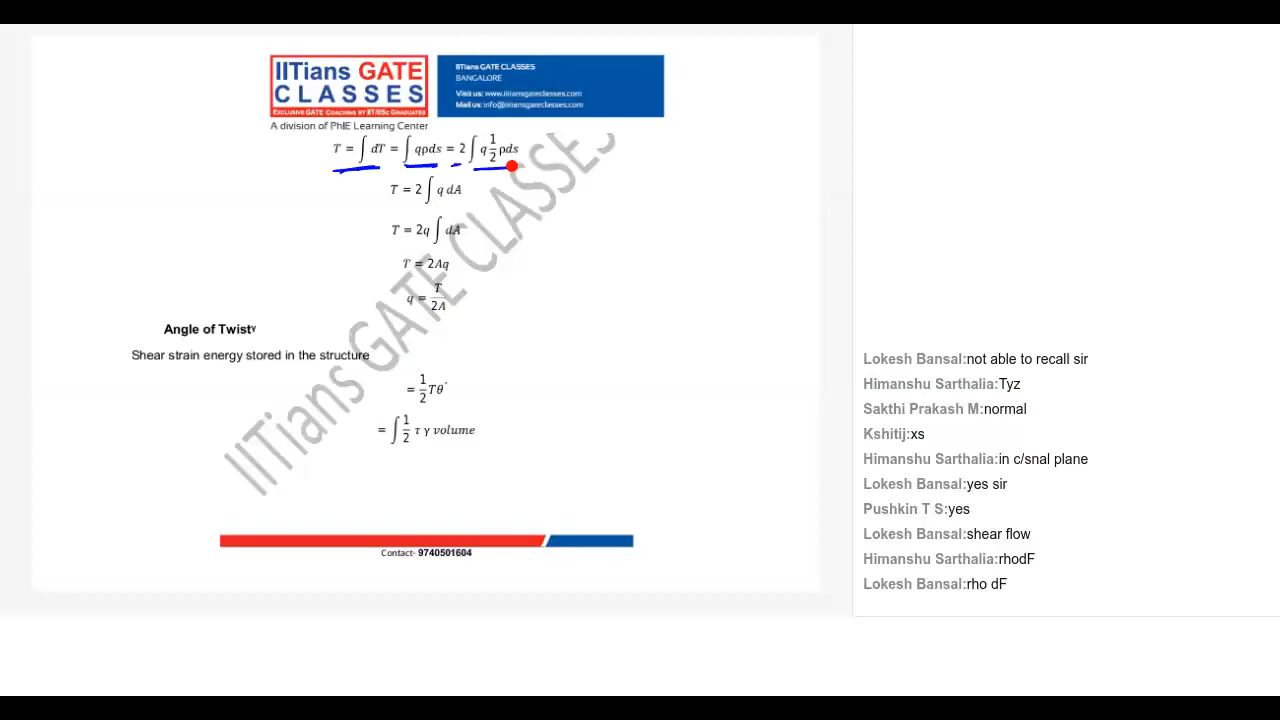 IITians GATE
CLASSES
EXCLUSIVE GATE COACHING BY IIT/IISc GRADUATES
A division of PhIE Learning Center
IITians GATE CLASSES
BANGALORE
Visit us: www.iitiansgateclasses.com
Mail us: info@iitiansgateclasses.com
T = ∫ dT = ∫ qρds = 2 ∫ q 1/2 ρds
T = 2 ∫ q dA
T = 2q ∫ dA
T = 2Aq
q = T/2A
Angle of Twistγ
Shear strain energy stored in the structure
= 1/2 Tθ
= ∫ 1/2 τ γ volume
IITians GATE CLASSES
Contact- 9740501604
Lokesh Bansal:not able to recall sir
Himanshu Sarthalia:Tyz
Sakthi Prakash M:normal
Kshitij:xs
Himanshu Sarthalia:in c/snal plane
Lokesh Bansal:yes sir
Pushkin T S:yes
Lokesh Bansal:shear flow
Himanshu Sarthalia:rhodF
Lokesh Bansal:rho dF